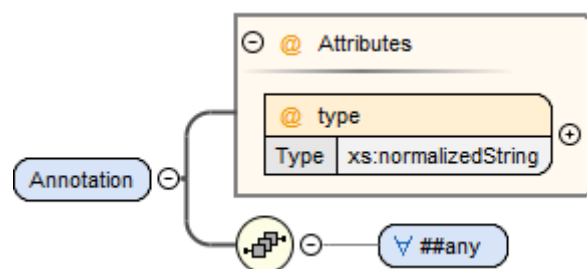 @ Attributes
@ type
Type xs:normalizedString
Annotation
∀ ##any